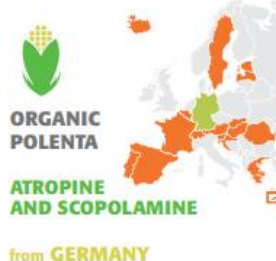 ORGANIC
POLENTA
ATROPINE
AND SCOPOLAMINE
from GERMANY